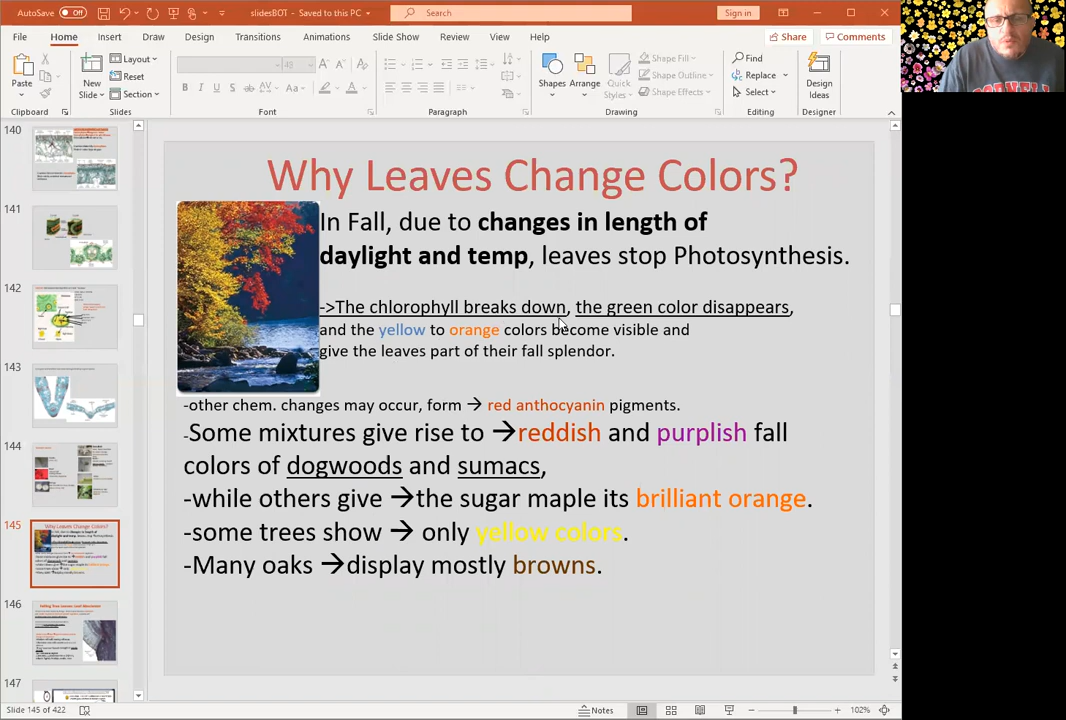 AutoSave Off slidesBOT - Saved to this PC Search Sign in
File Home Insert Draw Design Transitions Animations Slide Show Review View Help Share Comments
Paste
Clipboard
New Slide
Layout
Reset
Section
Slides
Font
Paragraph
Shapes
Arrange
Quick Styles
Shape Fill
Shape Outline
Shape Effects
Drawing
Find
Replace
Select
Editing
Design Ideas
Designer
140
141
142
143
144
145
146
147
Why Leaves Change Colors?
In Fall, due to changes in length of
daylight and temp, leaves stop Photosynthesis.
->The chlorophyll breaks down, the green color disappears,
and the yellow to orange colors become visible and
give the leaves part of their fall splendor.
-other chem. changes may occur, form → red anthocyanin pigments.
-Some mixtures give rise to →reddish and purplish fall
colors of dogwoods and sumacs,
-while others give →the sugar maple its brilliant orange.
-some trees show → only yellow colors.
-Many oaks →display mostly browns.
Slide 145 of 422
Notes
102%